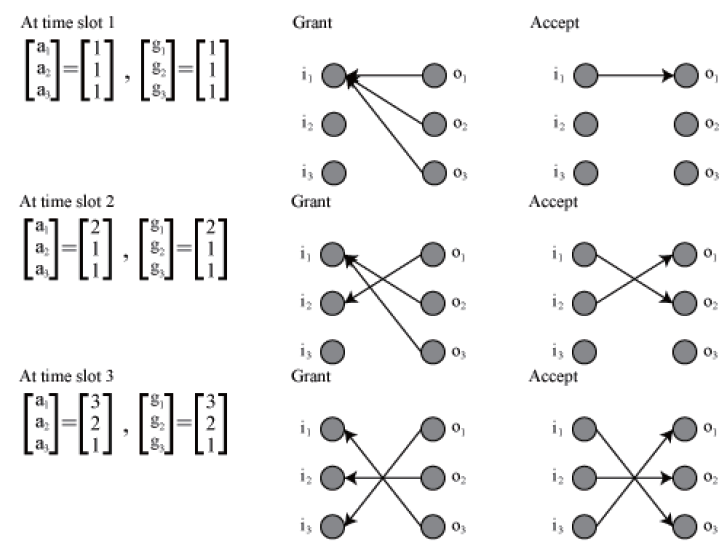 At time slot 1
Grant
Accept
[a₁ a₂ a₃] = [1 1 1] , [g₁ g₂ g₃] = [1 1 1]
i₁ o₁ i₁ o₁
i₂ o₂ i₂ o₂
i₃ o₃ i₃ o₃
At time slot 2
Grant
Accept
[a₁ a₂ a₃] = [2 1 1] , [g₁ g₂ g₃] = [2 1 1]
i₁ o₁ i₁ o₁
i₂ o₂ i₂ o₂
i₃ o₃ i₃ o₃
At time slot 3
Grant
Accept
[a₁ a₂ a₃] = [3 2 1] , [g₁ g₂ g₃] = [3 2 1]
i₁ o₁ i₁ o₁
i₂ o₂ i₂ o₂
i₃ o₃ i₃ o₃